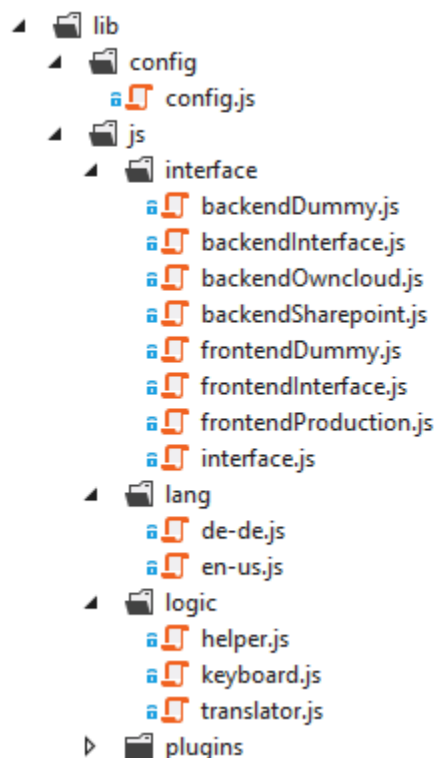 lib
config
config.js
js
interface
backendDummy.js
backendInterface.js
backendOwncloud.js
backendSharepoint.js
frontendDummy.js
frontendInterface.js
frontendProduction.js
interface.js
lang
de-de.js
en-us.js
logic
helper.js
keyboard.js
translator.js
plugins